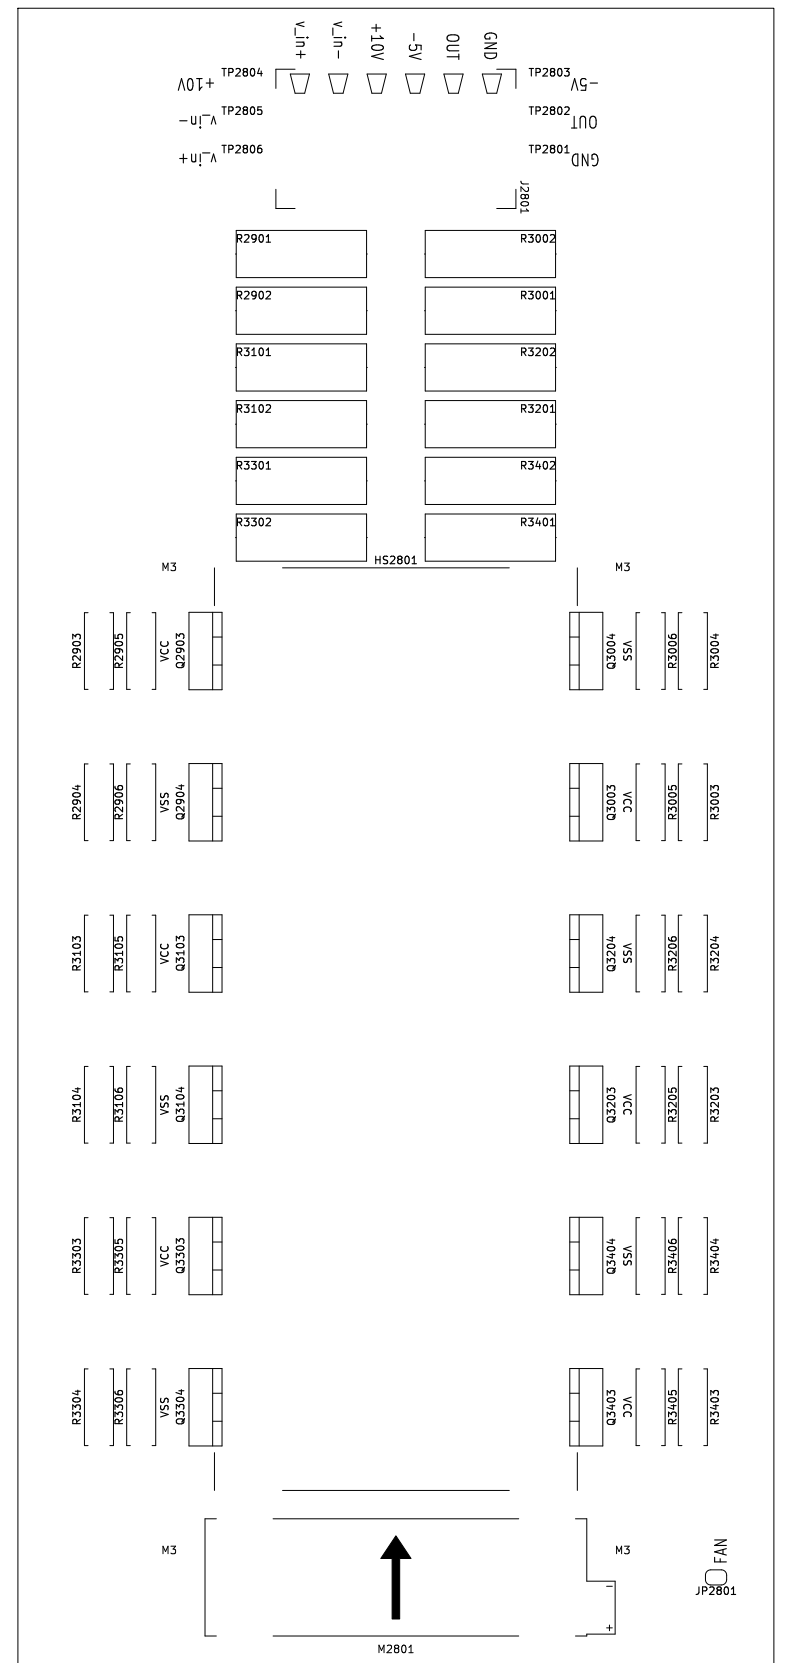 v_in+ v_in- +10V -5V OUT GND
TP2804 TP2803
+10V -5V
TP2805 TP2802
v_in- OUT
TP2806 TP2801
v_in+ GND
J2801
R2901 R3002
R2902 R3001
R3101 R3202
R3102 R3201
R3301 R3402
R3302 R3401
HS2801
M3 M3
R2903 R2905 VCC Q2903 Q3004 VSS R3006 R3004
R2904 R2906 VSS Q2904 Q3003 VCC R3005 R3003
R3103 R3105 VCC Q3103 Q3204 VSS R3206 R3204
R3104 R3106 VSS Q3104 Q3203 VCC R3205 R3203
R3303 R3305 VCC Q3303 Q3404 VSS R3406 R3404
R3304 R3306 VSS Q3304 Q3403 VCC R3405 R3403
M3 M3 FAN
-
JP2801
+
M2801